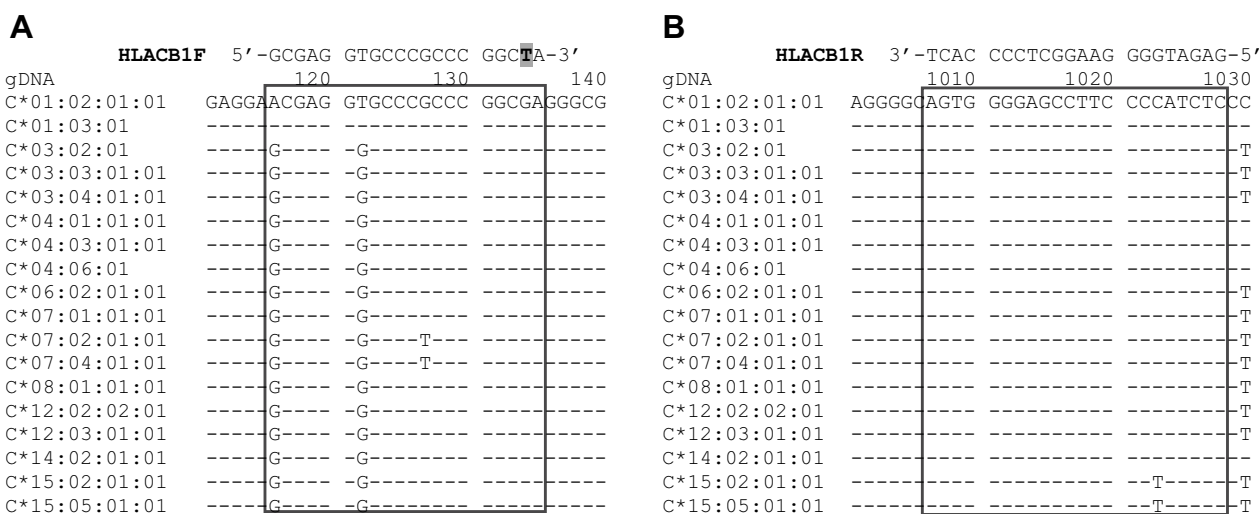 A
HLACB1F 5′-GCGAG GTGCCCGCCC GGCTA-3′
gDNA 120 130 140
C*01:02:01:01 GAGGAACGAG GTGCCCGCCC GGCGAGGGCG
C*01:03:01 ---------- ---------- ----------
C*03:02:01 -----G---- -G-------- ----------
C*03:03:01:01 -----G---- -G-------- ----------
C*03:04:01:01 -----G---- -G-------- ----------
C*04:01:01:01 -----G---- -G-------- ----------
C*04:03:01:01 -----G---- -G-------- ----------
C*04:06:01 -----G---- -G-------- ----------
C*06:02:01:01 -----G---- -G-------- ----------
C*07:01:01:01 -----G---- -G-------- ----------
C*07:02:01:01 -----G---- -G----T--- ----------
C*07:04:01:01 -----G---- -G----T--- ----------
C*08:01:01:01 -----G---- -G-------- ----------
C*12:02:02:01 -----G---- -G-------- ----------
C*12:03:01:01 -----G---- -G-------- ----------
C*14:02:01:01 -----G---- -G-------- ----------
C*15:02:01:01 -----G---- -G-------- ----------
C*15:05:01:01 -----G---- -G-------- ----------
B
HLACB1R 3′-TCAC CCCTCGGAAG GGGTAGAG-5′
gDNA 1010 1020 1030
C*01:02:01:01 AGGGGCAGTG GGGAGCCTTC CCCATCTCCC
C*01:03:01 ---------- ---------- ----------
C*03:02:01 ---------- ---------- ---------T
C*03:03:01:01 ---------- ---------- ---------T
C*03:04:01:01 ---------- ---------- ---------T
C*04:01:01:01 ---------- ---------- ----------
C*04:03:01:01 ---------- ---------- ----------
C*04:06:01 ---------- ---------- ----------
C*06:02:01:01 ---------- ---------- ---------T
C*07:01:01:01 ---------- ---------- ---------T
C*07:02:01:01 ---------- ---------- ---------T
C*07:04:01:01 ---------- ---------- ---------T
C*08:01:01:01 ---------- ---------- ---------T
C*12:02:02:01 ---------- ---------- ---------T
C*12:03:01:01 ---------- ---------- ---------T
C*14:02:01:01 ---------- ---------- ----------
C*15:02:01:01 ---------- ---------- --T------T
C*15:05:01:01 ---------- ---------- --T------T